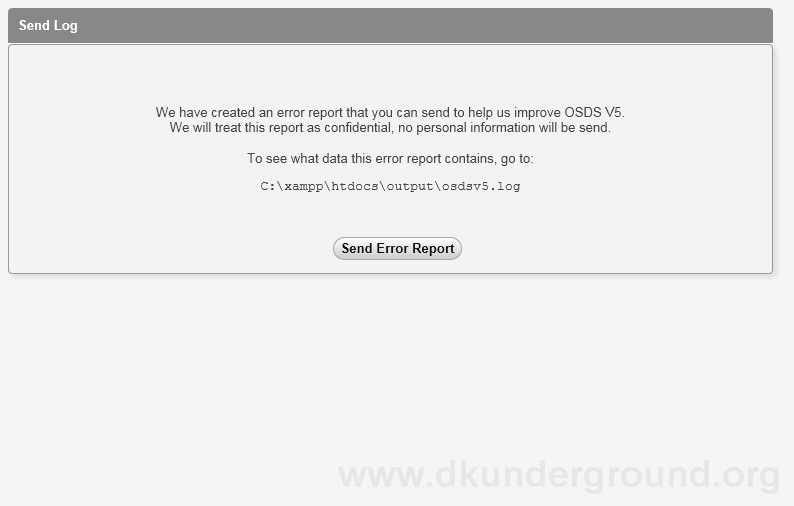 Send Log
We have created an error report that you can send to help us improve OSDS V5.
We will treat this report as confidential, no personal information will be send.
To see what data this error report contains, go to:
C:\xampp\htdocs\output\osdsv5.log
Send Error Report
www.dkunderground.org